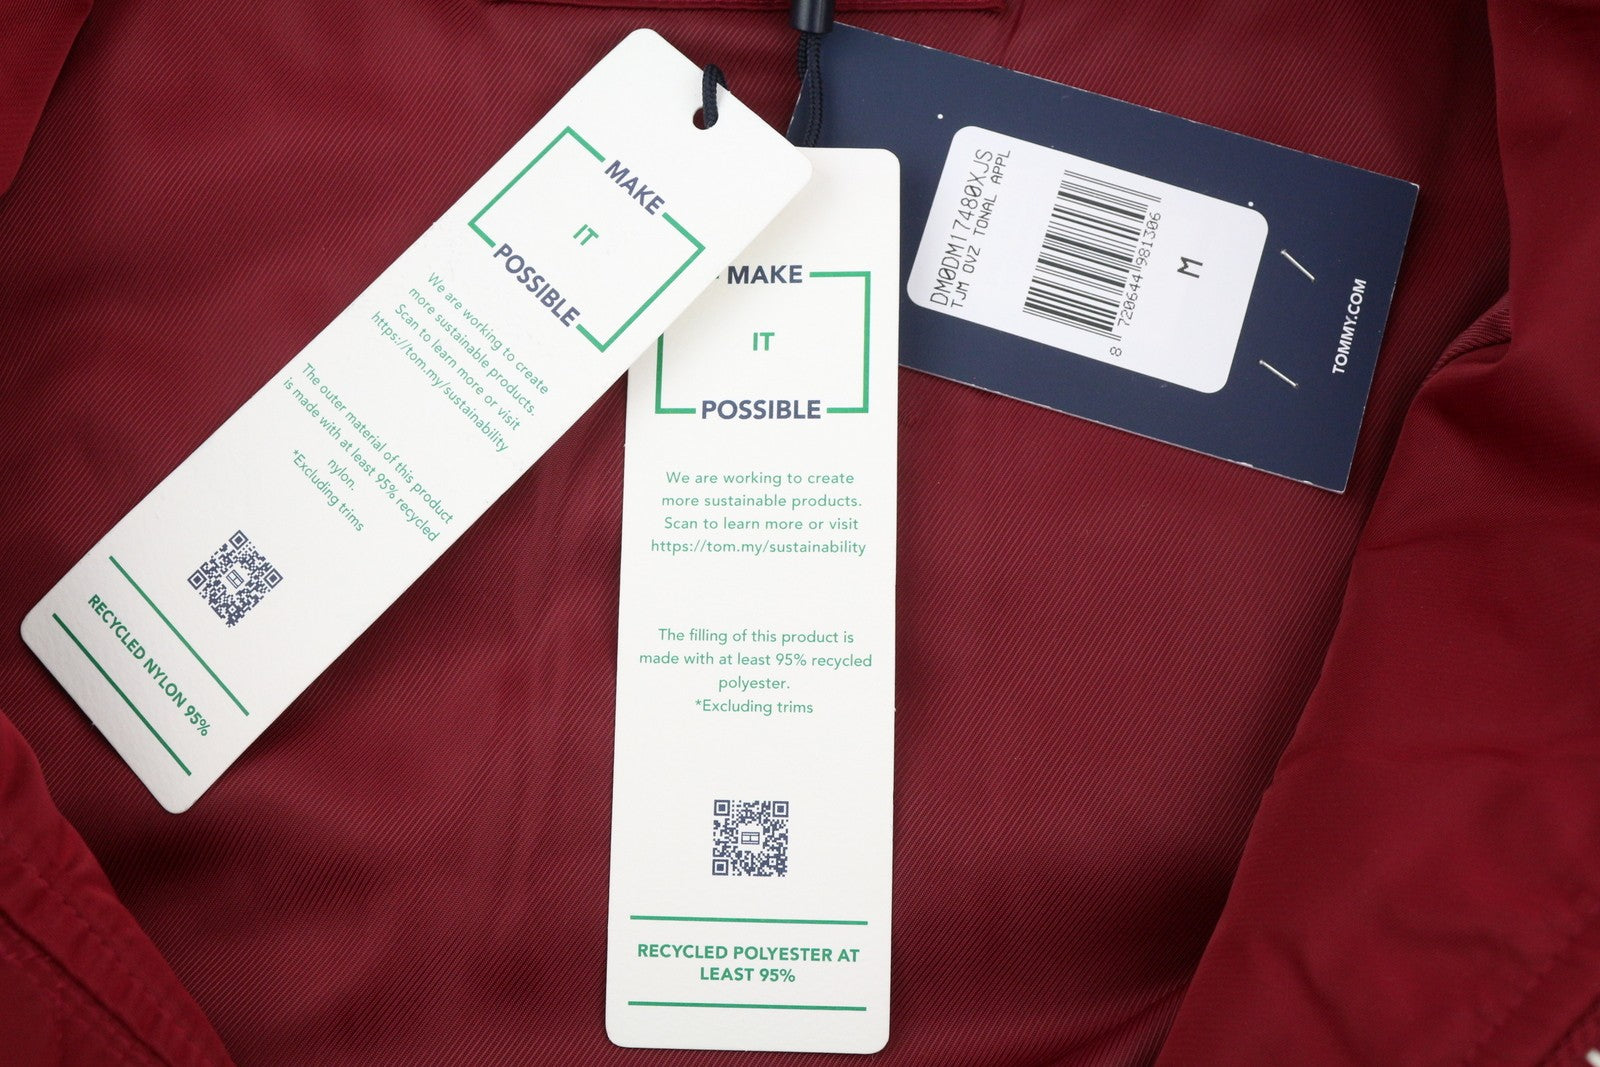 MAKE
IT
POSSIBLE
We are working to create
more sustainable products.
Scan to learn more or visit
https://tom.my/sustainability
The outer material of this product
is made with at least 95% recycled
nylon.
*Excluding trims
RECYCLED NYLON 95%
MAKE
IT
POSSIBLE
We are working to create
more sustainable products.
Scan to learn more or visit
https://tom.my/sustainability
The filling of this product is
made with at least 95% recycled
polyester.
*Excluding trims
RECYCLED POLYESTER AT
LEAST 95%
DM0DM17480XJS
TJM OVZ TONAL APPL
8 720644 981306
M
TOMMY.COM